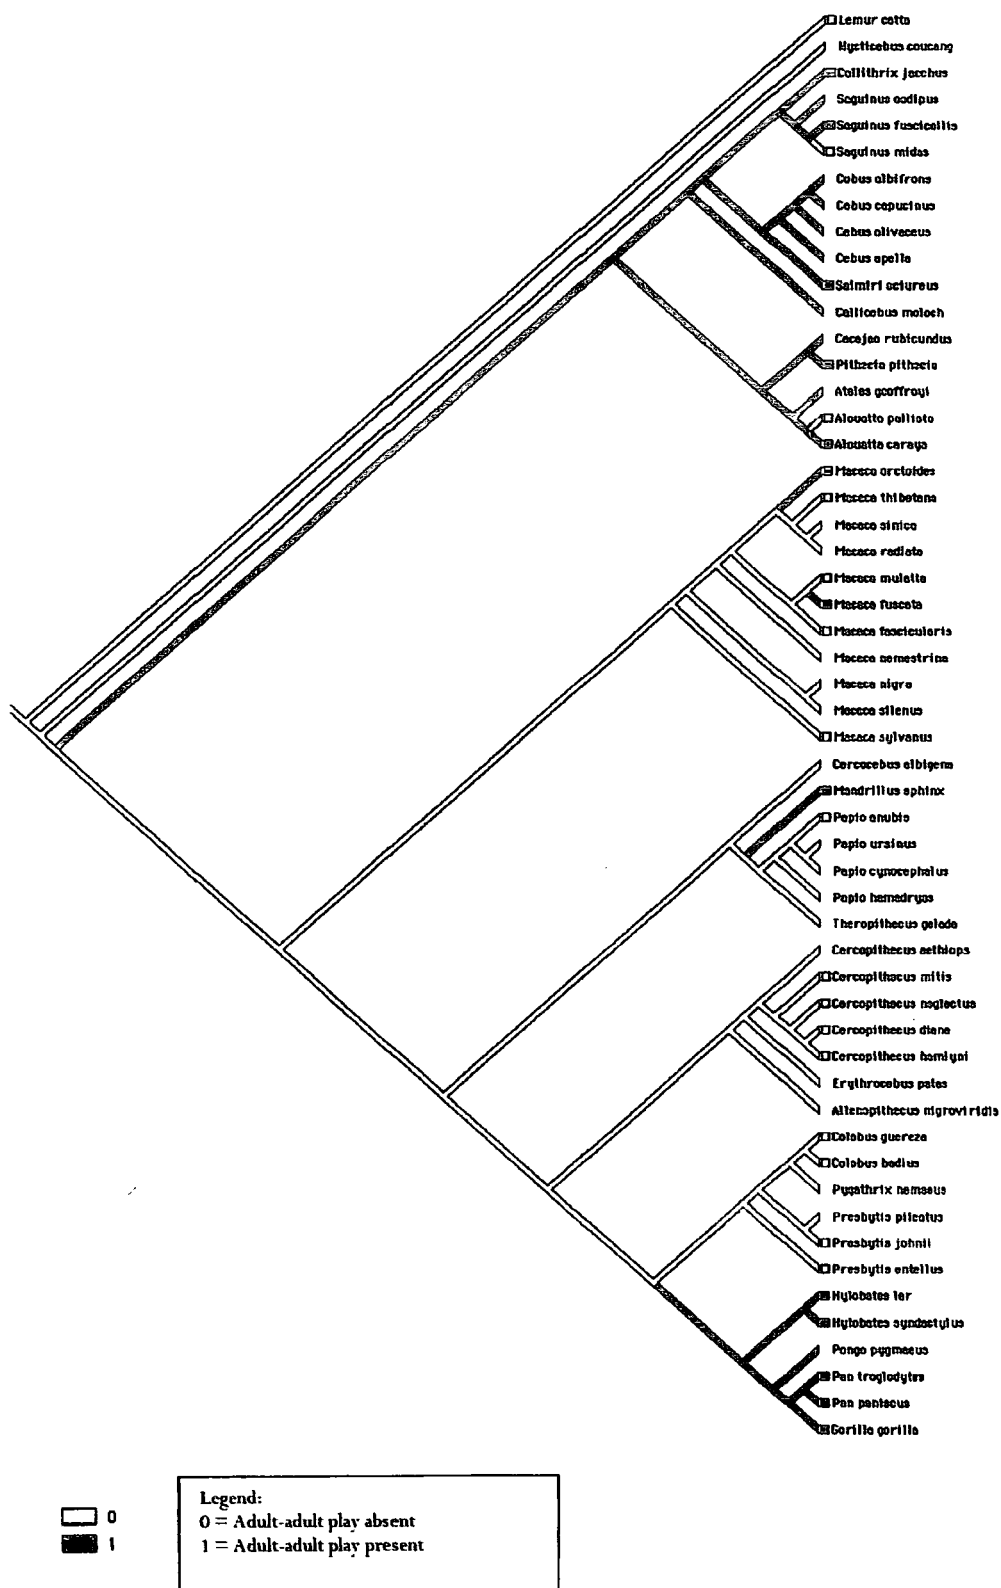 Lemur catta
Nycticebus coucang
Callithrix jacchus
Saguinus oedipus
Saguinus fuscicollis
Saguinus midas
Cebus albifrons
Cebus capucinus
Cebus olivaceus
Cebus apella
Saimiri sciureus
Callicebus moloch
Cacajao rubicundus
Pithecia pithecia
Ateles geoffroyi
Alouatta palliata
Alouatta caraya
Macaca arctoides
Macaca thibetana
Macaca sinica
Macaca radiata
Macaca mulatta
Macaca fuscata
Macaca fascicularis
Macaca nemestrina
Macaca nigra
Macaca silenus
Macaca sylvanus
Cercocebus albigena
Mandrillus sphinx
Papio anubis
Papio ursinus
Papio cynocephalus
Papio hamadryas
Theropithecus gelada
Cercopithecus aethiops
Cercopithecus mitis
Cercopithecus neglectus
Cercopithecus diana
Cercopithecus hamlyni
Erythrocebus patas
Allenopithecus nigroviridis
Colobus guereza
Colobus badius
Pygathrix nemaeus
Presbytis pileatus
Presbytis johnii
Presbytis entellus
Hylobates lar
Hylobates syndactylus
Pongo pygmaeus
Pan troglodytes
Pan paniscus
Gorilla gorilla
0
1
Legend:
0 = Adult-adult play absent
1 = Adult-adult play present